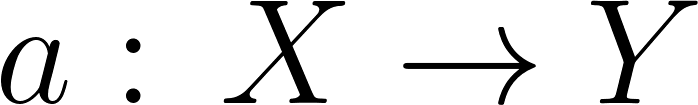 a : X → Y